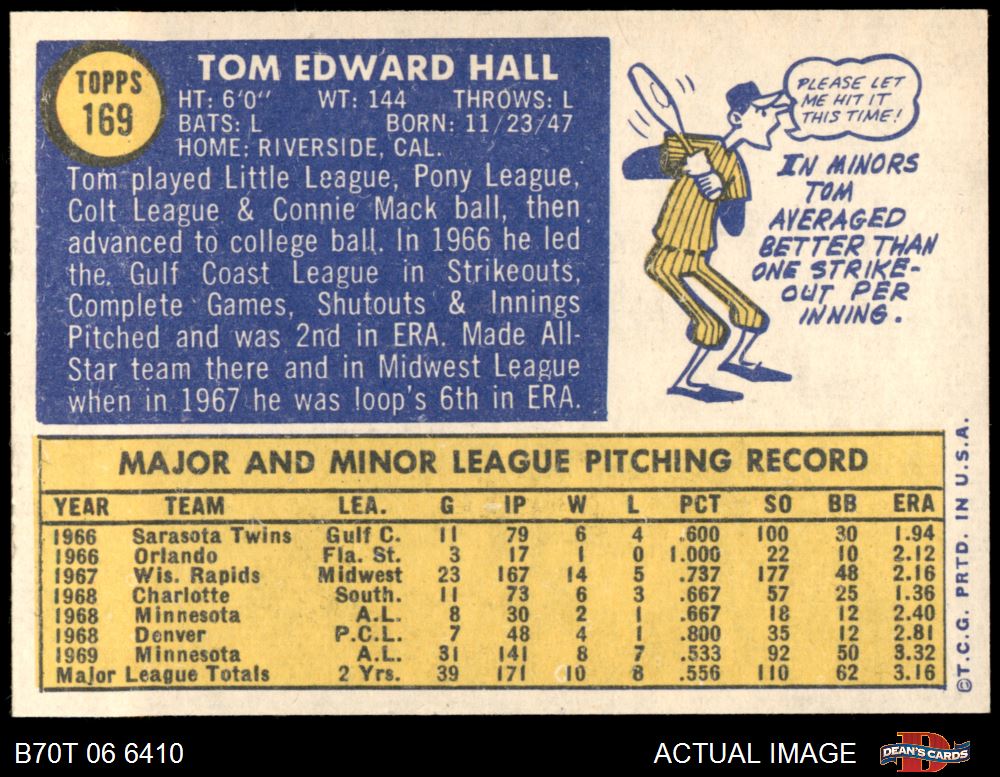 TOPPS
169
TOM EDWARD HALL
HT: 6'0" WT: 144 THROWS: L
BATS: L BORN: 11/23/47
HOME: RIVERSIDE, CAL.
Tom played Little League, Pony League,
Colt League & Connie Mack ball, then
advanced to college ball. In 1966 he led
the Gulf Coast League in Strikeouts,
Complete Games, Shutouts & Innings
Pitched and was 2nd in ERA. Made All-
Star team there and in Midwest League
when in 1967 he was loop's 6th in ERA.
PLEASE LET
ME HIT IT
THIS TIME!
IN MINORS
TOM
AVERAGED
BETTER THAN
ONE STRIKE-
OUT PER
INNING.
MAJOR AND MINOR LEAGUE PITCHING RECORD
YEAR TEAM LEA. G IP W L PCT SO BB ERA
1966 Sarasota Twins Gulf C. 11 79 6 4 .600 100 30 1.94
1966 Orlando Fla. St. 3 17 1 0 1.000 22 10 2.12
1967 Wis. Rapids Midwest 23 167 14 5 .737 177 48 2.16
1968 Charlotte South. 11 73 6 3 .667 57 25 1.36
1968 Minnesota A.L. 8 30 2 1 .667 18 12 2.40
1968 Denver P.C.L. 7 48 4 1 .800 35 12 2.81
1969 Minnesota A.L. 31 141 8 7 .533 92 50 3.32
Major League Totals 2 Yrs. 39 171 10 8 .556 110 62 3.16
©T.C.G. PRTD. IN U.S.A.
B70T 06 6410
ACTUAL IMAGE
DEAN'S CARDS